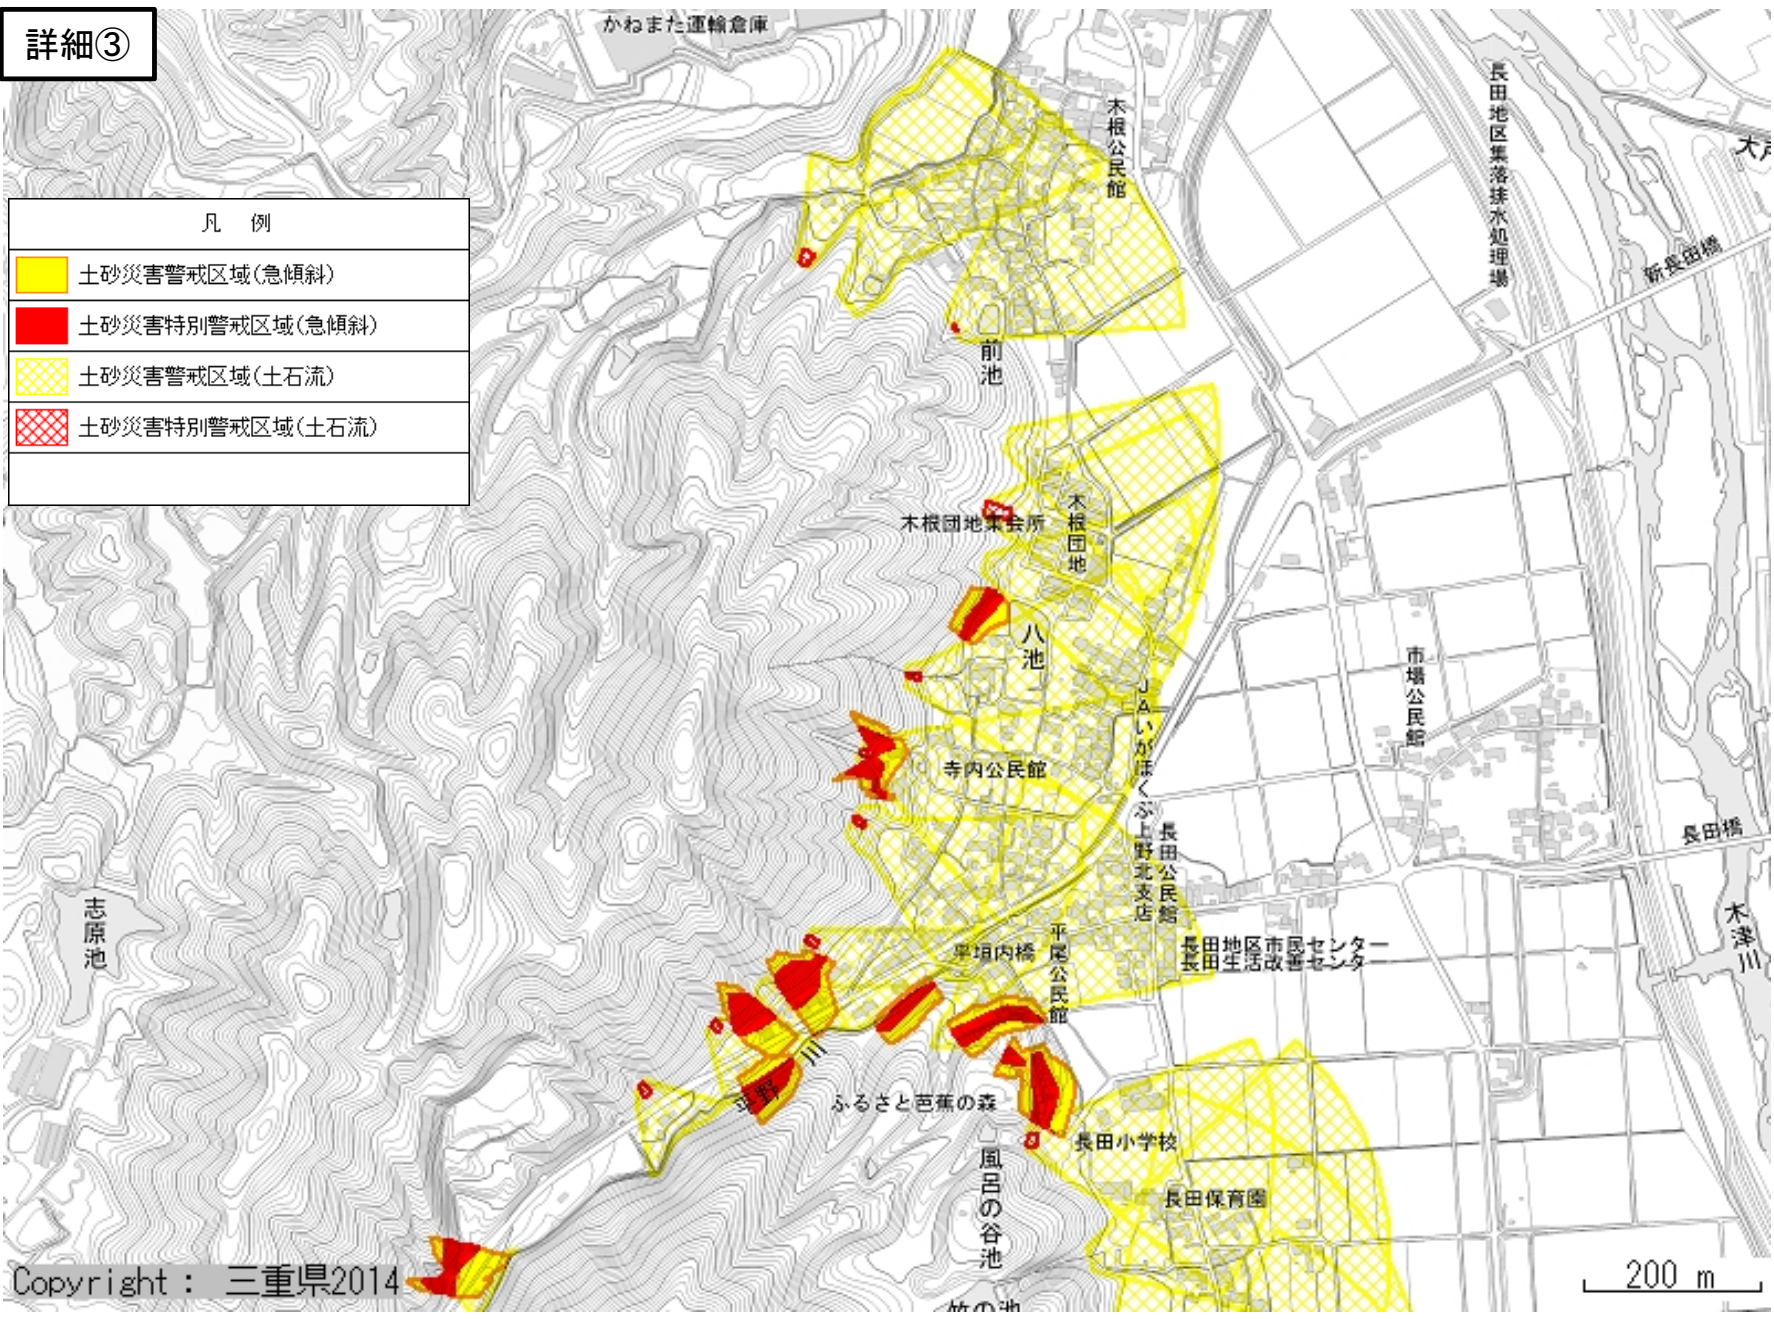 詳細③
かねまた運輸倉庫
木根公民館
長田地区集落排水処理場
新長田橋
凡 例
土砂災害警戒区域(急傾斜)
土砂災害特別警戒区域(急傾斜)
土砂災害警戒区域(土石流)
土砂災害特別警戒区域(土石流)
前池
木根団地集会所
木根団地
八池
市場公民館
JAいがほくぶ上野北支店
寺内公民館
長田公民館
長田橋
志原池
木津川
平垣内橋
平尾公民館
長田地区市民センター
長田生活改善センター
平野川
ふるさと芭蕉の森
長田小学校
風呂の谷池
長田保育園
竹の池
Copyright : 三重県2014
200 m